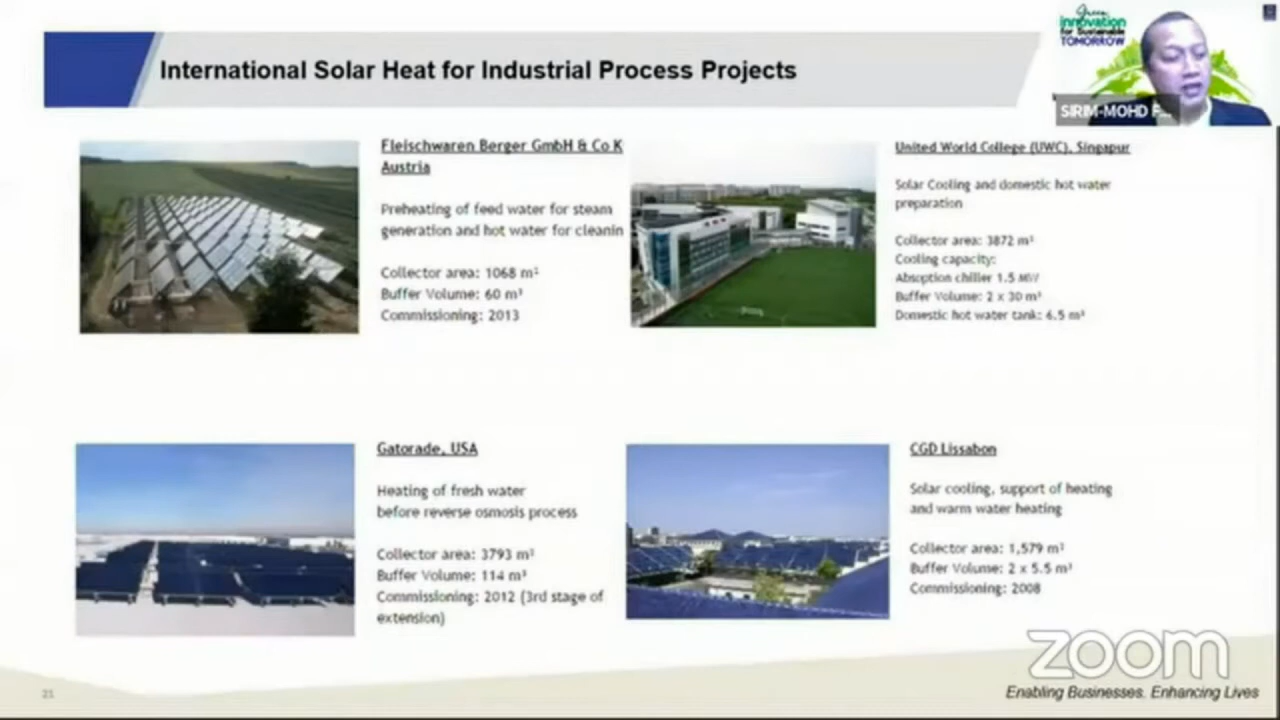 International Solar Heat for Industrial Process Projects
Green
innovation
for Sustainable
TOMORROW
SIRIM-MOHD F...
Fleischwaren Berger GmbH & Co K
Austria
Preheating of feed water for steam
generation and hot water for cleanin
Collector area: 1068 m²
Buffer Volume: 60 m³
Commissioning: 2013
United World College (UWC), Singapur
Solar Cooling and domestic hot water
preparation
Collector area: 3872 m²
Cooling capacity:
Absoption chiller 1.5 MW
Buffer Volume: 2 x 30 m³
Domestic hot water tank: 6.5 m³
Gatorade, USA
Heating of fresh water
before reverse osmosis process
Collector area: 3793 m²
Buffer Volume: 114 m³
Commissioning: 2012 (3rd stage of
extension)
CGD Lissabon
Solar cooling, support of heating
and warm water heating
Collector area: 1,579 m²
Buffer Volume: 2 x 5.5 m³
Commissioning: 2008
zoom
21
Enabling Businesses. Enhancing Lives